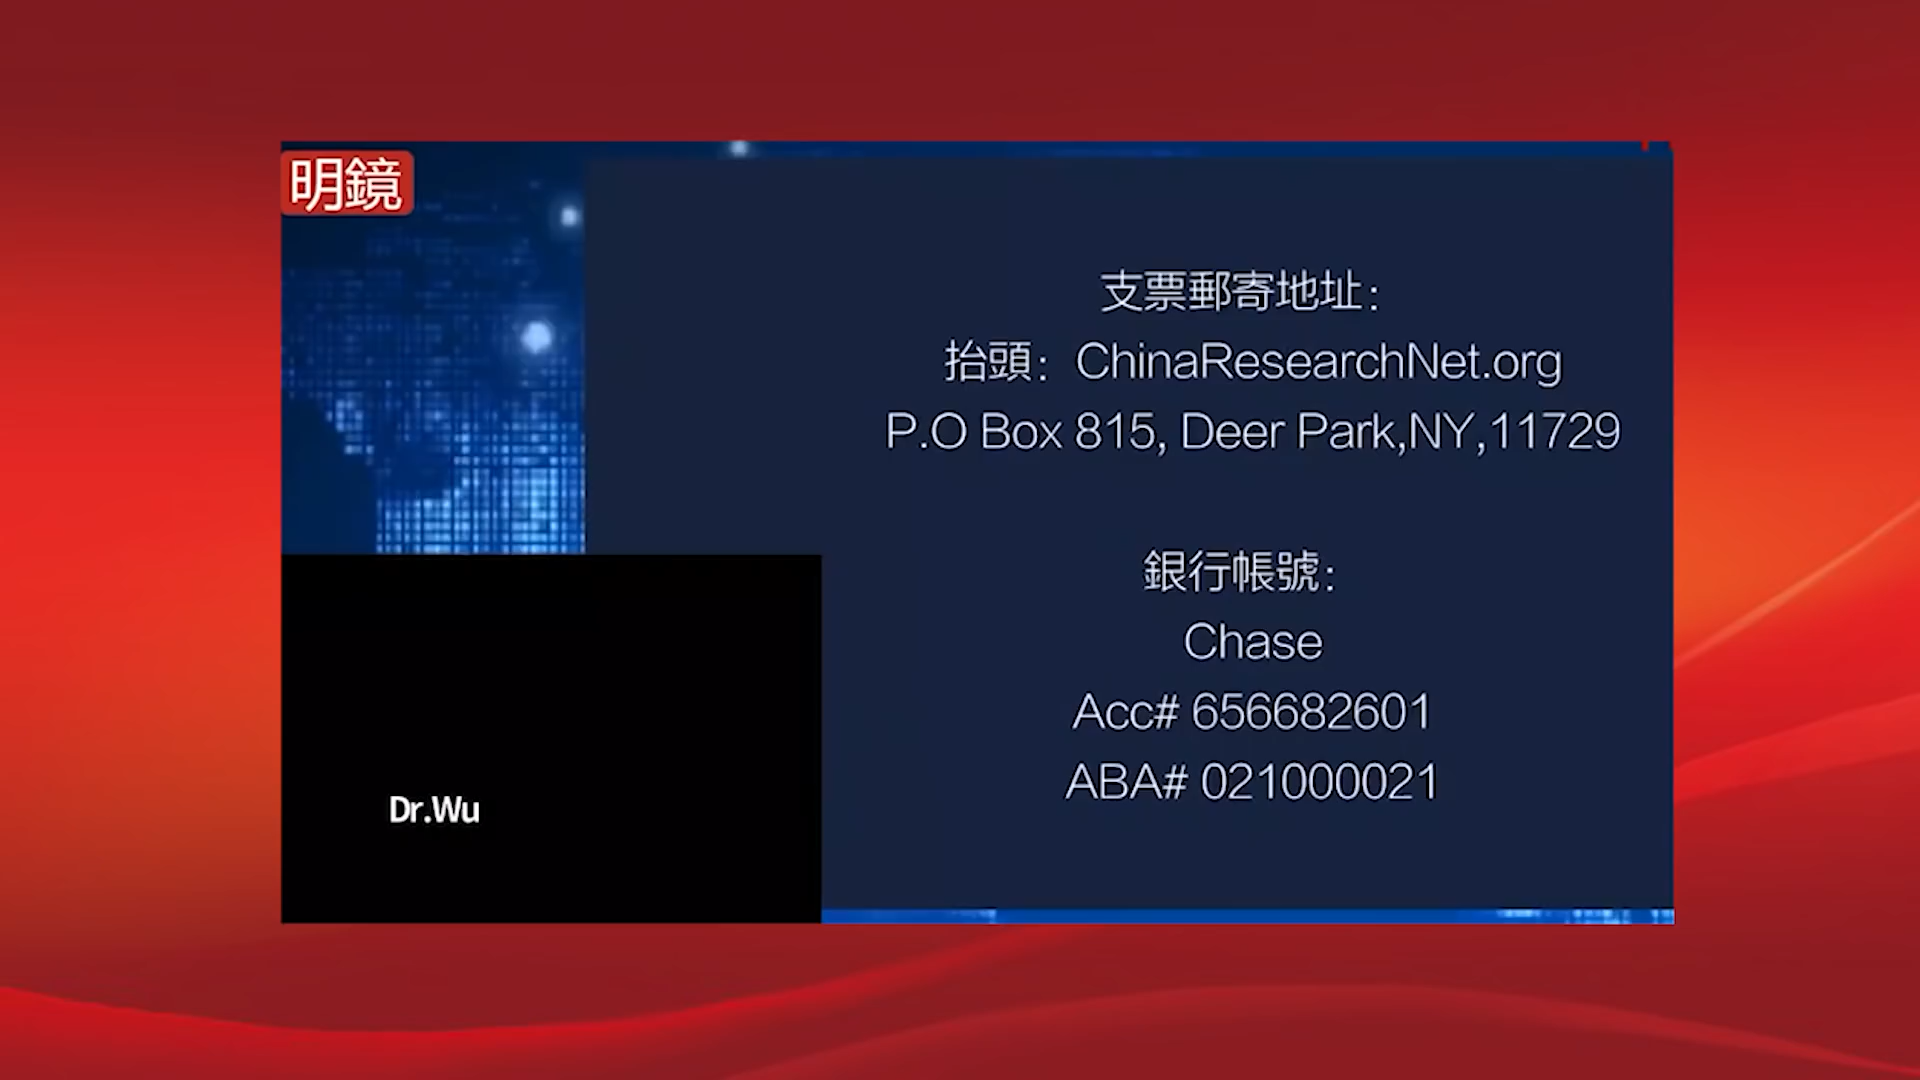 明鏡
支票郵寄地址:
抬頭: ChinaResearchNet.org
P.O Box 815, Deer Park,NY,11729
銀行帳號:
Chase
Acc# 656682601
ABA# 021000021
Dr.Wu